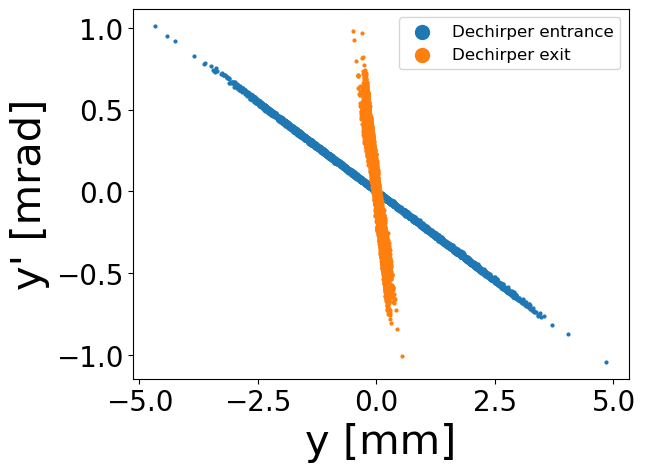 Dechirper entrance
Dechirper exit
1.0
0.5
0.0
−0.5
−1.0
y' [mrad]
−5.0 −2.5 0.0 2.5 5.0
y [mm]